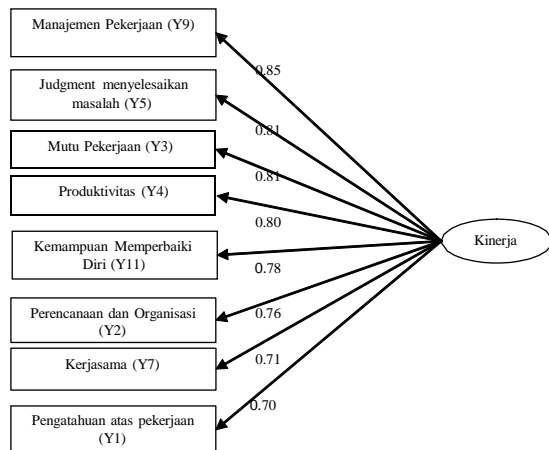 Manajemen Pekerjaan (Y9)
0.85
Judgment menyelesaikan
masalah (Y5)
0.81
Mutu Pekerjaan (Y3)
0.81
Produktivitas (Y4)
0.80
Kinerja
Kemampuan Memperbaiki
Diri (Y11)
0.78
Perencanaan dan Organisasi
(Y2)
0.76
Kerjasama (Y7)
0.71
Pengatahuan atas pekerjaan
(Y1)
0.70